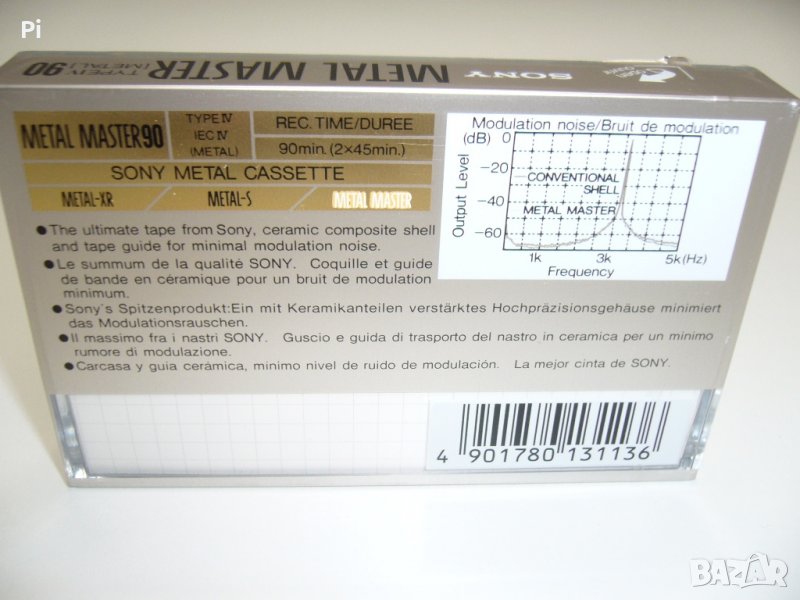 Pi
METAL MASTER 90
TYPE IV
(METAL)
SONY
METAL MASTER90
TYPE IV
IEC IV
(METAL)
REC. TIME/DUREE
90min. (2×45min.)
SONY METAL CASSETTE
METAL-XR / METAL-S / METAL MASTER
●The ultimate tape from Sony, ceramic composite shell
and tape guide for minimal modulation noise.
●Le summum de la qualité SONY. Coquille et guide
de bande en céramique pour un bruit de modulation
minimum.
●Sony's Spitzenprodukt:Ein mit Keramikanteilen verstärktes Hochpräzisionsgehäuse minimiert
das Modulationsrauschen.
●Il massimo fra i nastri SONY. Guscio e guida di trasporto del nastro in ceramica per un minimo
rumore di modulazione.
●Carcasa y guia cerámica, minimo nivel de ruido de modulación. La mejor cinta de SONY.
Modulation noise/Bruit de modulation
(dB)
0
-20
-40
-60
Output Level
CONVENTIONAL
SHELL
METAL MASTER
1k 3k 5k(Hz)
Frequency
4 901780 131136
BAZAR